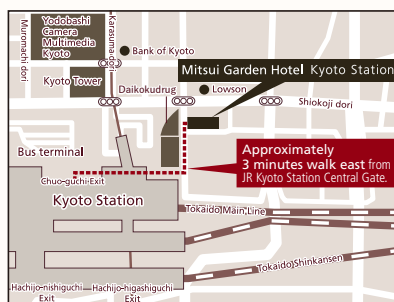 Yodobashi
Camera
Multimedia
Kyoto
Muromachi dori
Karasuma dori
Bank of Kyoto
Kyoto Tower
Daikokudrug
Lowson
Mitsui Garden Hotel Kyoto Station
Shiokoji dori
Bus terminal
Approximately
3 minutes walk east from
JR Kyoto Station Central Gate.
Chuo-guchi-Exit
Kyoto Station
Tokaido Main Line
Tokaido Shinkansen
Hachijo-nishiguchi
Exit
Hachijo-higashiguchi
Exit